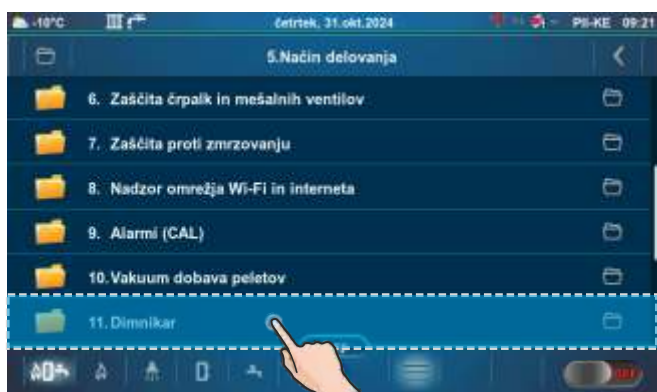 -10°C četrtek, 31.okt.2024 PII-KE 09:21
5.Način delovanja
6. Zaščita črpalk in mešalnih ventilov
7. Zaščita proti zmrzovanju
8. Nadzor omrežja Wi-Fi in interneta
9. Alarmi (CAL)
10.Vakuum dobava peletov
11.Dimnikar
OFF